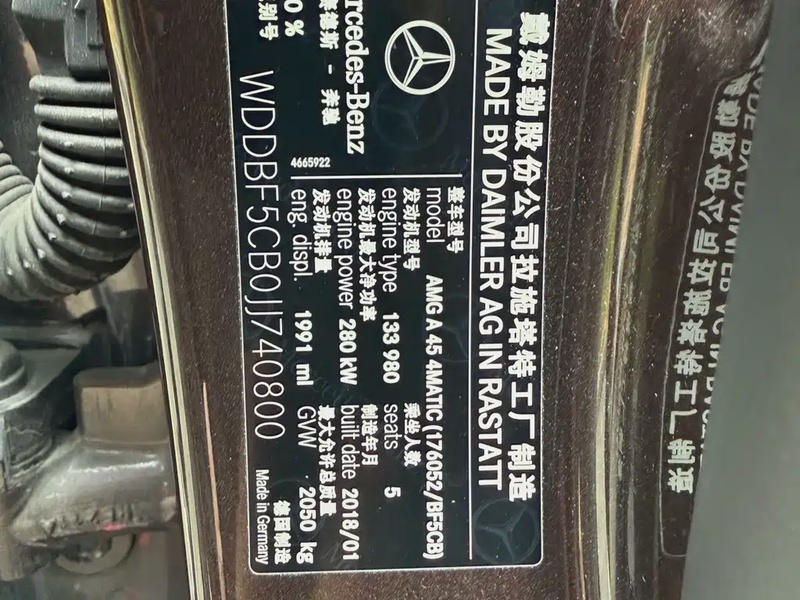 戴姆勒股份公司拉施塔特工厂制造
MADE BY DAIMLER AG IN RASTATT
整车型号
model AMG A 45 4MATIC (176052/BF5CB)
发动机型号 乘坐人数
engine type 133 980 seats 5
发动机最大净功率 制造年月
engine power 280 kW built date 2018/01
发动机排量 最大允许总质量
eng. displ. 1991 ml GVW 2050 kg
4665922
rcedes-Benz
德斯 - 奔驰
识别号
WDDBF5CB0JJ740800
德国制造
Made in Germany